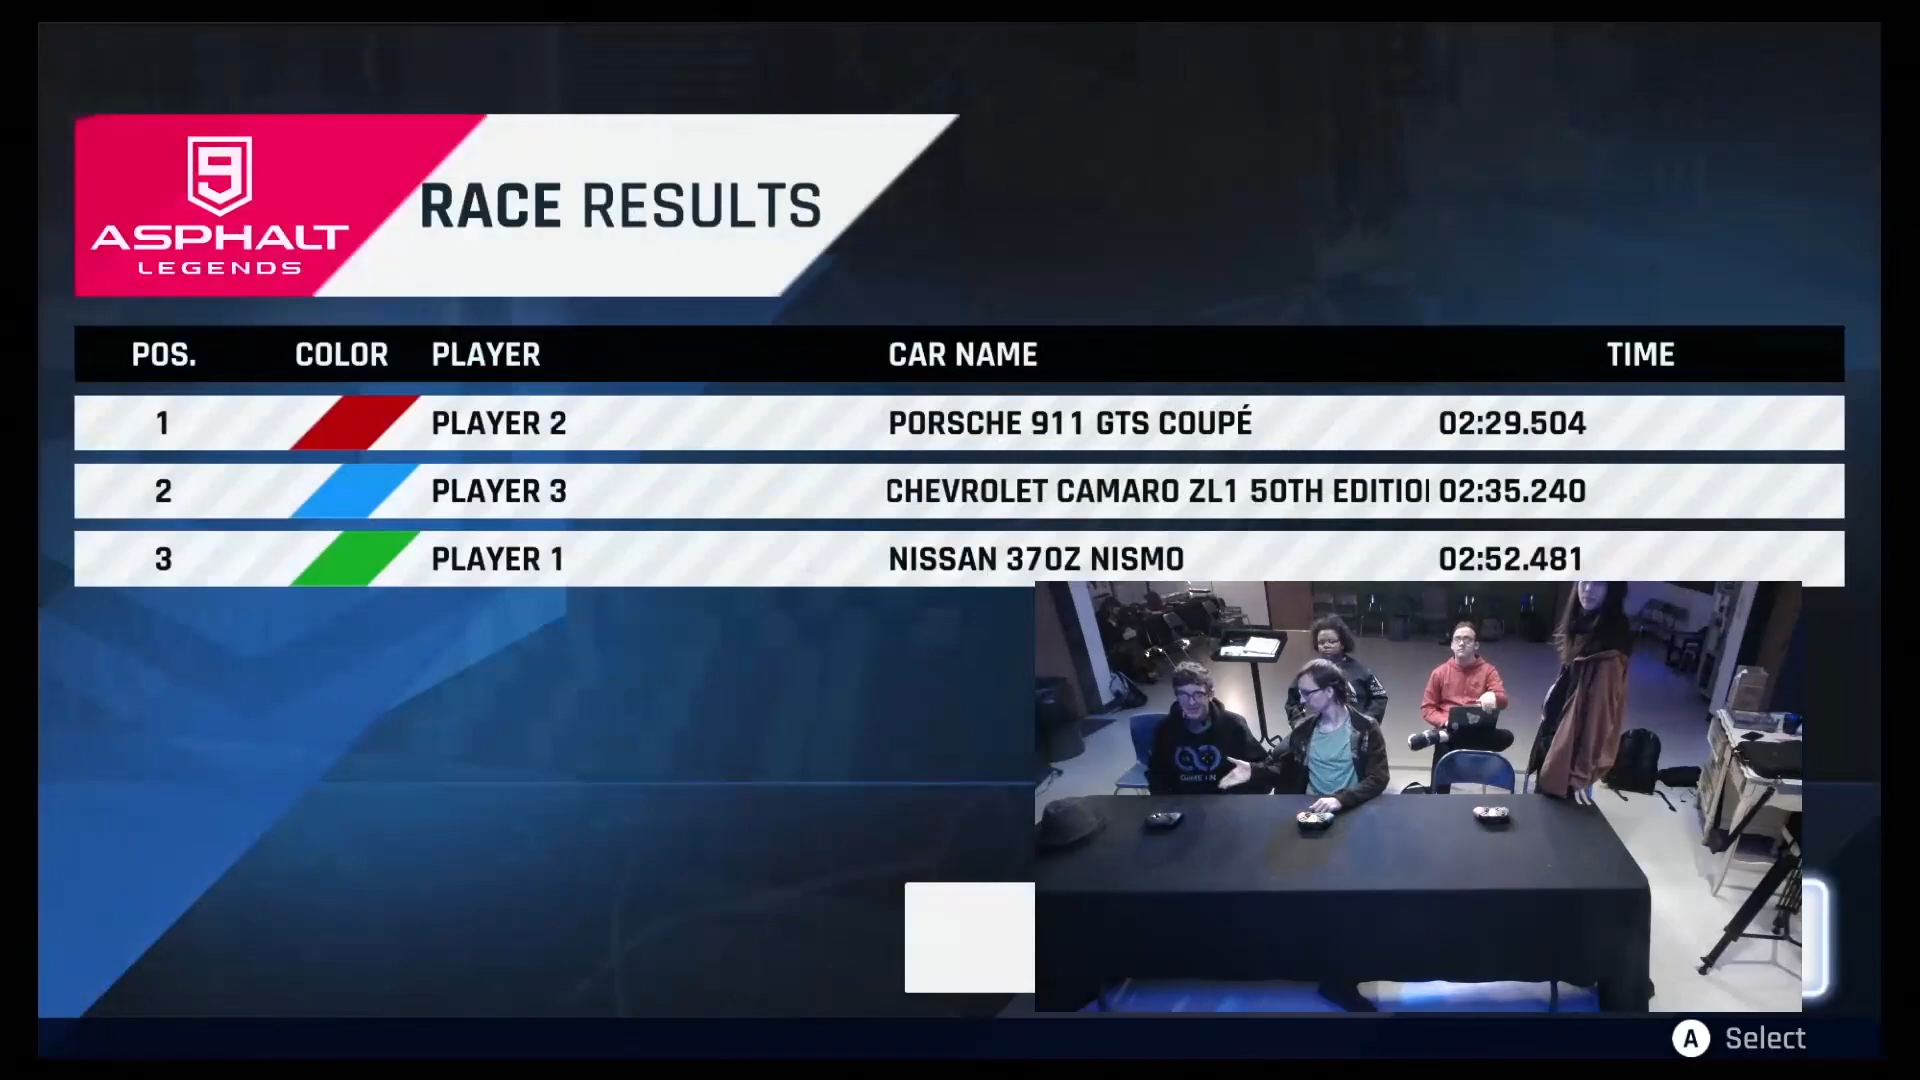 9
ASPHALT
LEGENDS
RACE RESULTS
POS. COLOR PLAYER CAR NAME TIME
1 PLAYER 2 PORSCHE 911 GTS COUPÉ 02:29.504
2 PLAYER 3 CHEVROLET CAMARO ZL1 50TH 02:35.240
3 PLAYER 1 NISSAN 370Z NISMO 02:52.481
A Select